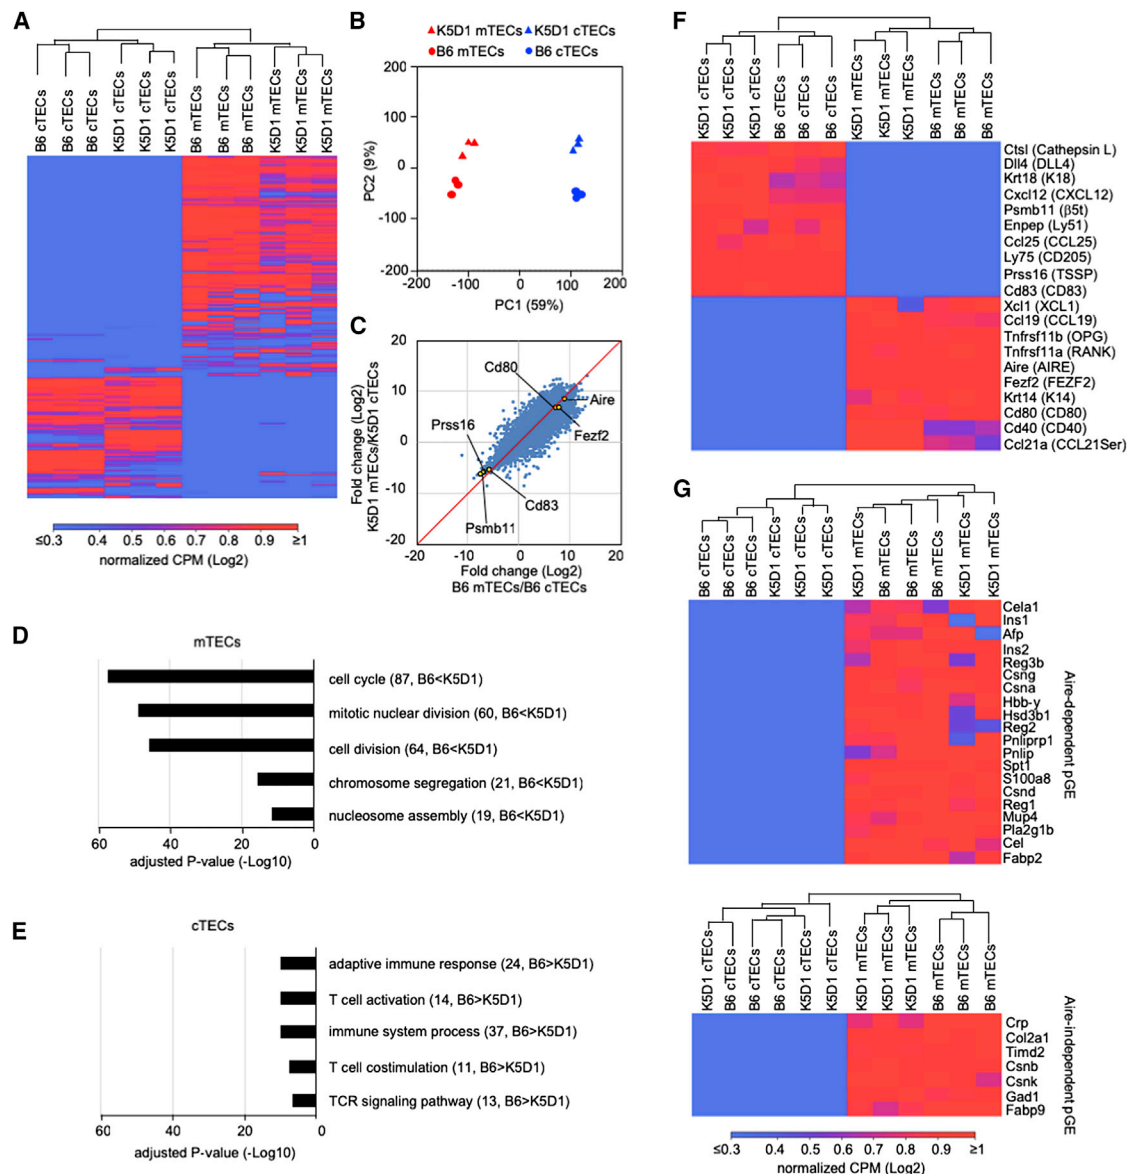 A
B6 cTECs
B6 cTECs
B6 cTECs
K5D1 cTECs
K5D1 cTECs
K5D1 cTECs
B6 mTECs
B6 mTECs
B6 mTECs
K5D1 mTECs
K5D1 mTECs
K5D1 mTECs
≤0.3 0.4 0.5 0.6 0.7 0.8 0.9 ≥1
normalized CPM (Log2)
B
K5D1 mTECs K5D1 cTECs
B6 mTECs B6 cTECs
200
100
0
-100
-200
PC2 (9%)
-200 -100 0 100 200
PC1 (59%)
C
20
10
0
-10
-20
Fold change (Log2)
K5D1 mTECs/K5D1 cTECs
Cd80
Aire
Fezf2
Prss16
Cd83
Psmb11
-20 -10 0 10 20
Fold change (Log2)
B6 mTECs/B6 cTECs
D
mTECs
cell cycle (87, B6<K5D1)
mitotic nuclear division (60, B6<K5D1)
cell division (64, B6<K5D1)
chromosome segregation (21, B6<K5D1)
nucleosome assembly (19, B6<K5D1)
60 40 20 0
adjusted P-value (-Log10)
E
cTECs
adaptive immune response (24, B6>K5D1)
T cell activation (14, B6>K5D1)
immune system process (37, B6>K5D1)
T cell costimulation (11, B6>K5D1)
TCR signaling pathway (13, B6>K5D1)
60 40 20 0
adjusted P-value (-Log10)
F
K5D1 cTECs
K5D1 cTECs
K5D1 cTECs
B6 cTECs
B6 cTECs
B6 cTECs
K5D1 mTECs
K5D1 mTECs
K5D1 mTECs
B6 mTECs
B6 mTECs
B6 mTECs
Ctsl (Cathepsin L)
Dll4 (DLL4)
Krt18 (K18)
Cxcl12 (CXCL12)
Psmb11 (β5t)
Enpep (Ly51)
Ccl25 (CCL25)
Ly75 (CD205)
Prss16 (TSSP)
Cd83 (CD83)
Xcl1 (XCL1)
Ccl19 (CCL19)
Tnfrsf11b (OPG)
Tnfrsf11a (RANK)
Aire (AIRE)
Fezf2 (FEZF2)
Krt14 (K14)
Cd80 (CD80)
Cd40 (CD40)
Ccl21a (CCL21Ser)
G
B6 cTECs
B6 cTECs
B6 cTECs
K5D1 cTECs
K5D1 cTECs
K5D1 cTECs
K5D1 mTECs
B6 mTECs
B6 mTECs
B6 mTECs
K5D1 mTECs
K5D1 mTECs
Cela1
Ins1
Afp
Ins2
Reg3b
Csng
Csna
Hbb-y
Hsd3b1
Reg2
Pnliprp1
Pnlip
Spt1
S100a8
Csnd
Reg1
Mup4
Pla2g1b
Cel
Fabp2
Aire-dependent pGE
K5D1 cTECs
B6 cTECs
B6 cTECs
B6 cTECs
K5D1 cTECs
K5D1 cTECs
K5D1 mTECs
K5D1 mTECs
K5D1 mTECs
B6 mTECs
B6 mTECs
B6 mTECs
Crp
Col2a1
Timd2
Csnb
Csnk
Gad1
Fabp9
Aire-independent pGE
≤0.3 0.4 0.6 0.7 0.8 0.9 ≥1
normalized CPM (Log2)